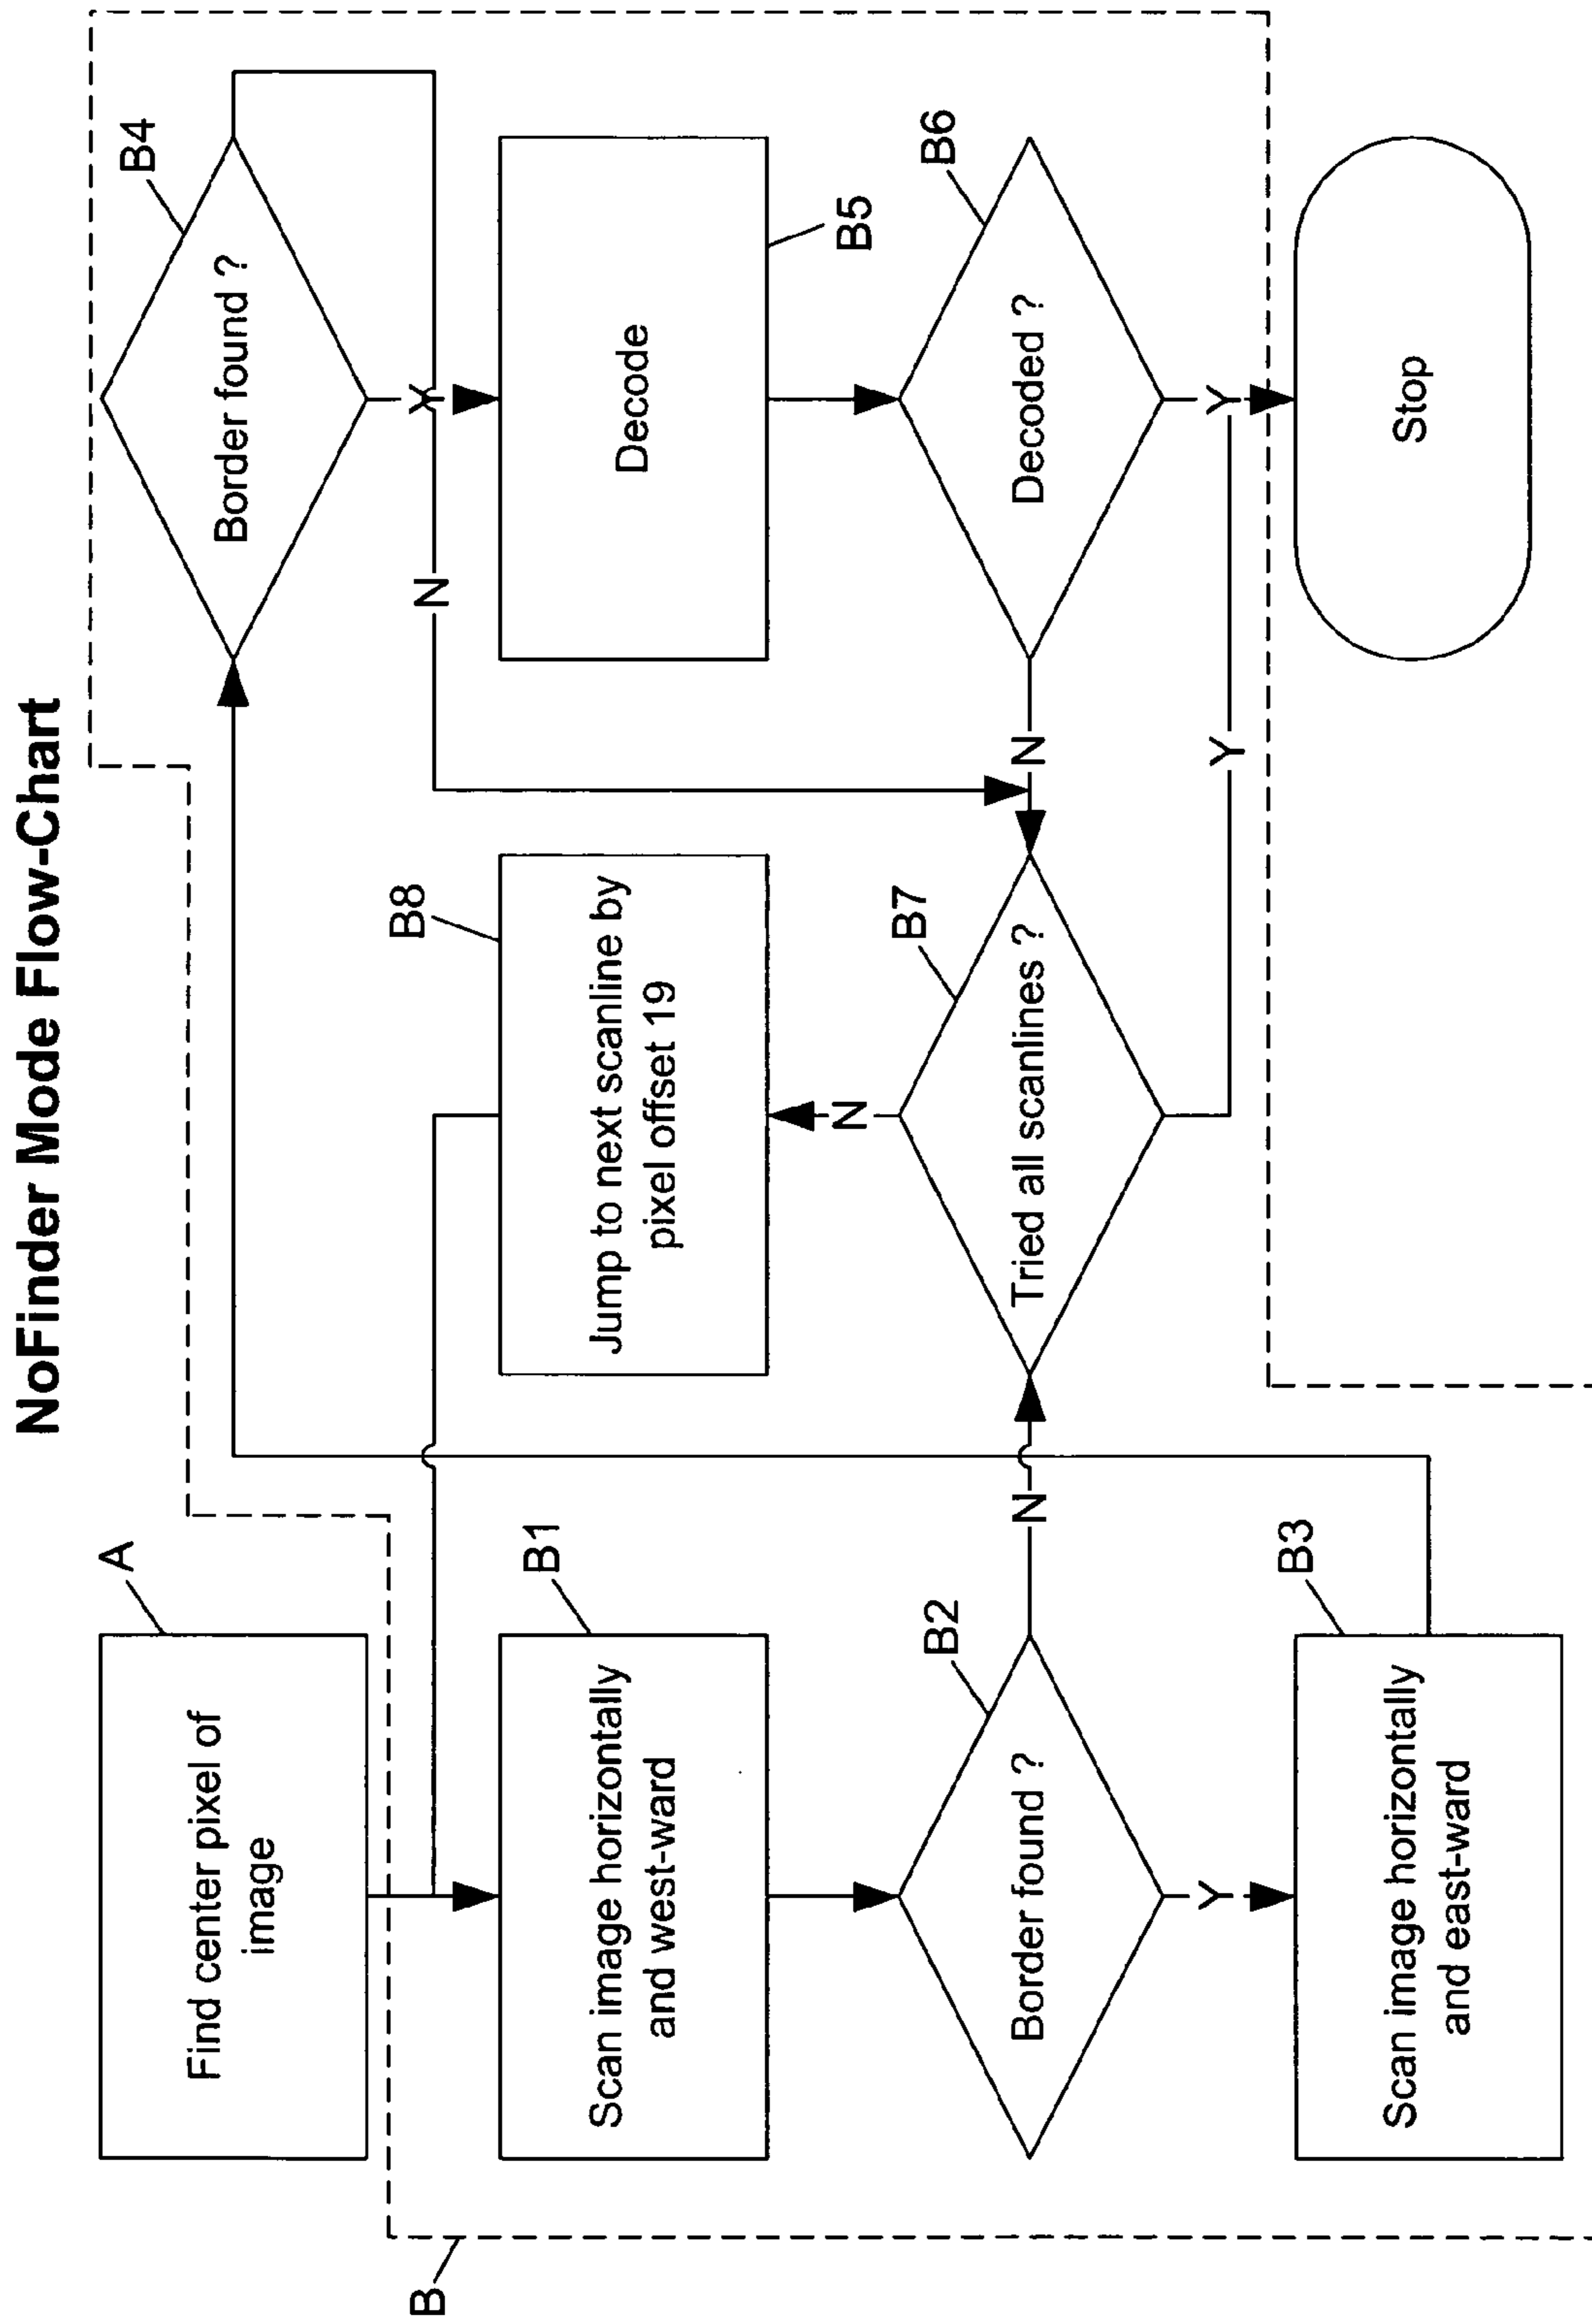 NoFinder Mode Flow-Chart
A
Find center pixel of
image
B
B1
Scan image horizontally
and west-ward
B2
Border found ?
N
Y
B3
Scan image horizontally
and east-ward
B8
Jump to next scanline by
pixel offset 19
N
B7
Tried all scanlines ?
Y
B4
Border found ?
Y
N
Decode
B5
B6
Decoded ?
N
Y
Stop